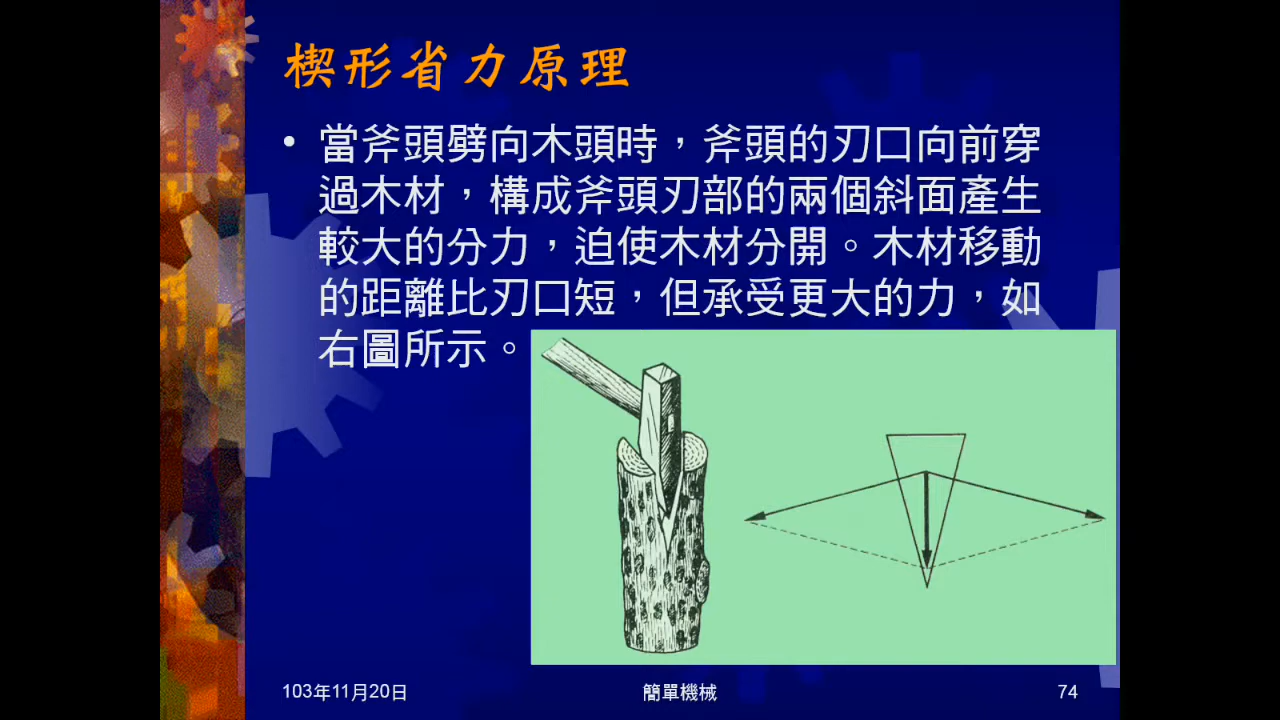 楔形省力原理
• 當斧頭劈向木頭時，斧頭的刃口向前穿
過木材，構成斧頭刃部的兩個斜面產生
較大的分力，迫使木材分開。木材移動
的距離比刃口短，但承受更大的力，如
右圖所示。
103年11月20日
簡單機械
74